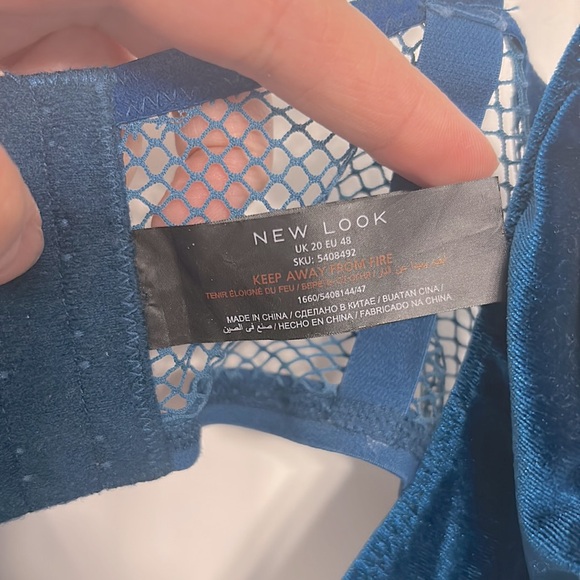 NEW LOOK
UK 20 EU 48
SKU: 5408492
KEEP AWAY FROM FIRE
TENIR ÉLOIGNÉ DU FEU /
1660/5408144/47
MADE IN CHINA / СДЕЛАНО В КИТАЕ / BUATAN CINA /
صنع في الصين / HECHO EN CHINA / FABRICADO NA CHINA